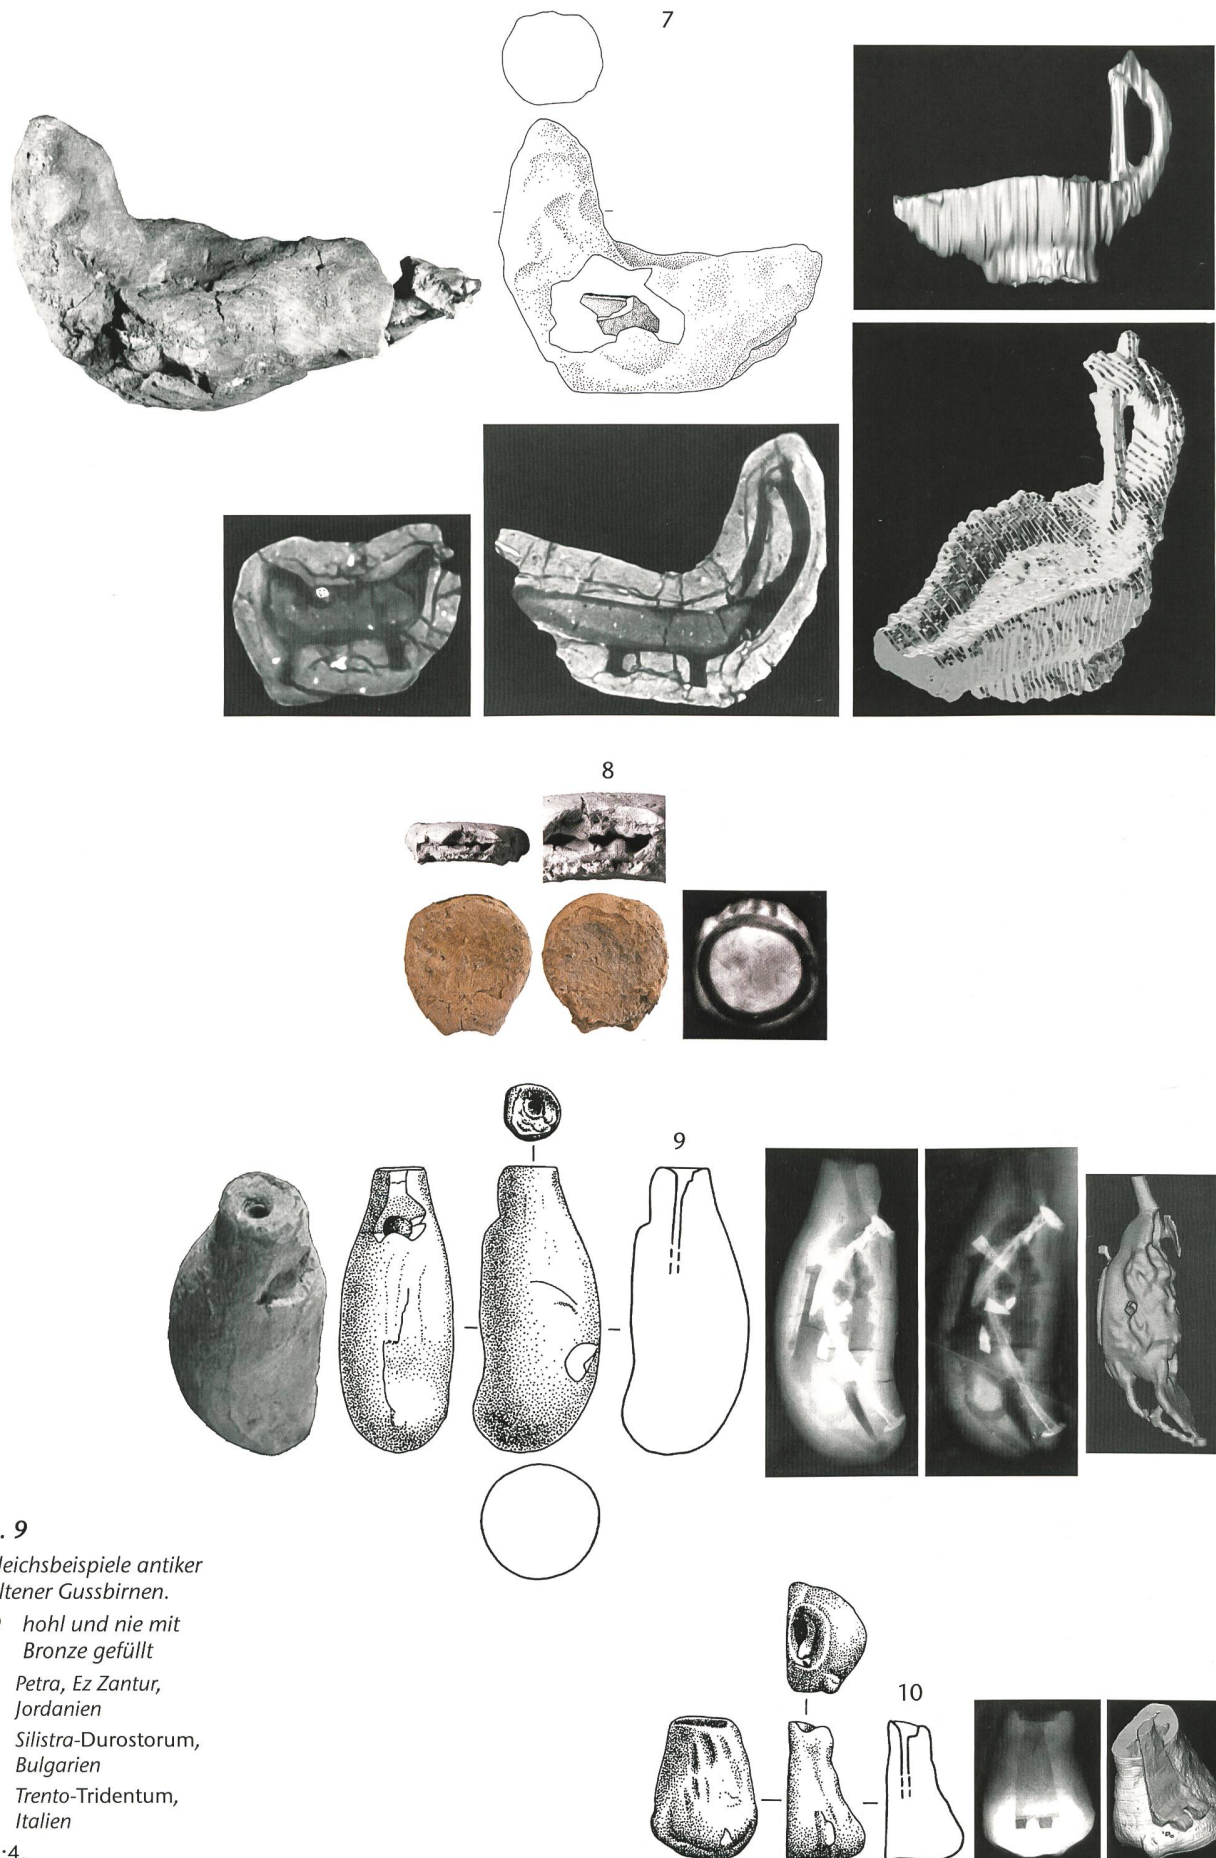 7
8
9
10
. 9
leichsbeispiele antiker
ltener Gussbirnen.
hohl und nie mit
Bronze gefüllt
Petra, Ez Zantur,
Jordanien
Silistra-Durostorum,
Bulgarien
Trento-Tridentum,
Italien
:4